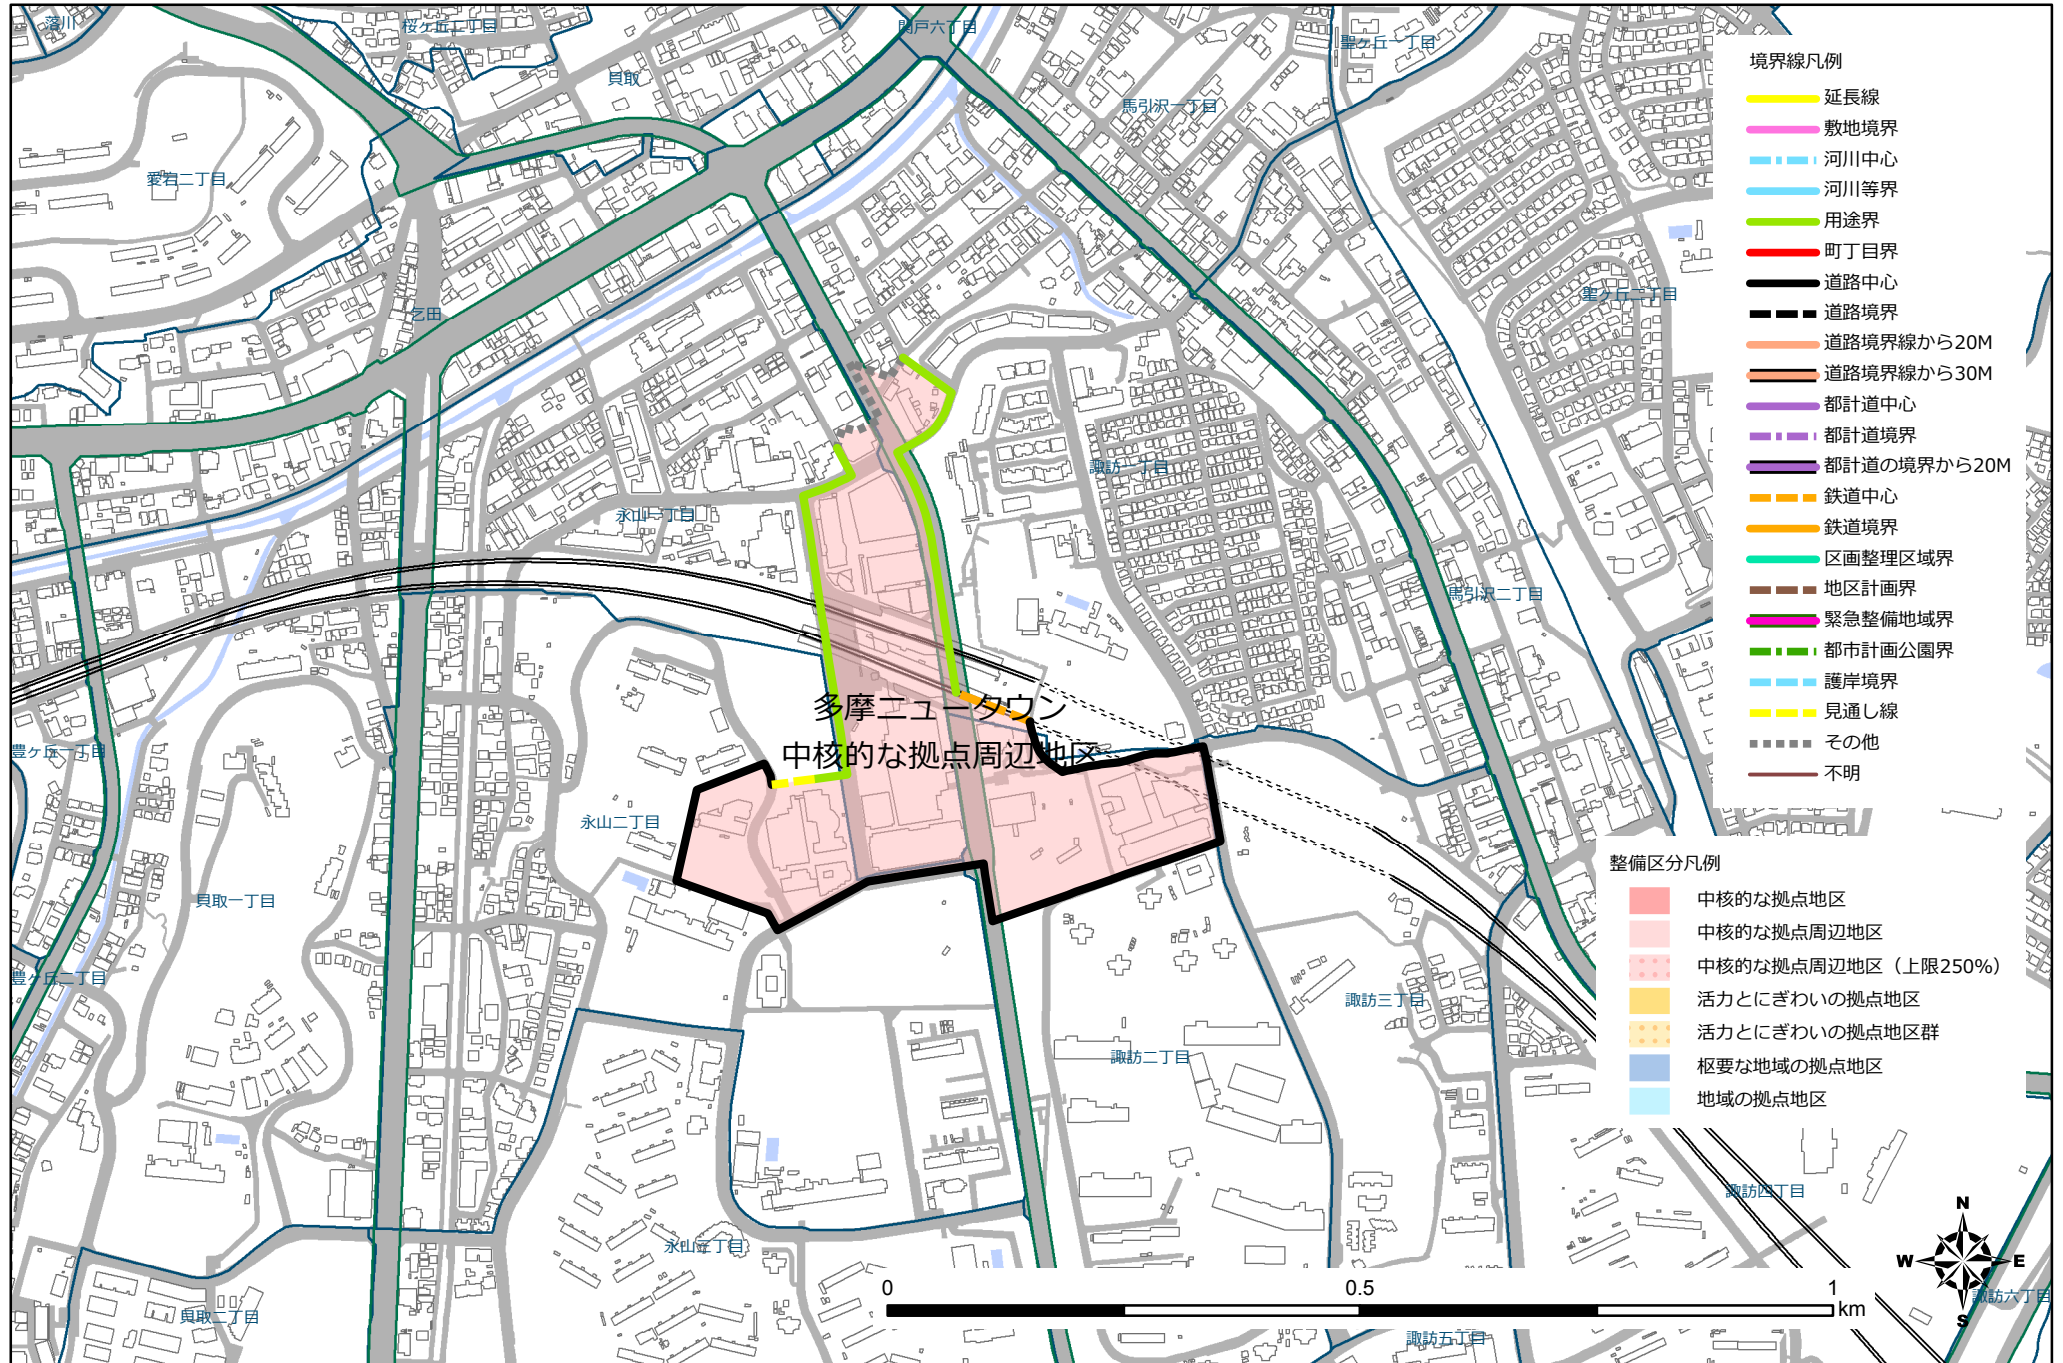 落川
桜ヶ丘二丁目
関戸六丁目
聖ヶ丘一丁目
貝取
馬引沢一丁目
愛宕二丁目
乞田
聖ヶ丘二丁目
諏訪一丁目
永山一丁目
馬引沢二丁目
多摩ニュータウン
中核的な拠点周辺地区
豊ヶ丘一丁目
永山二丁目
貝取一丁目
豊ヶ丘二丁目
諏訪三丁目
諏訪二丁目
諏訪四丁目
永山三丁目
貝取二丁目
諏訪五丁目
諏訪六丁目
境界線凡例
延長線
敷地境界
河川中心
河川等界
用途界
町丁目界
道路中心
道路境界
道路境界線から20M
道路境界線から30M
都計道中心
都計道境界
都計道の境界から20M
鉄道中心
鉄道境界
区画整理区域界
地区計画界
緊急整備地域界
都市計画公園界
護岸境界
見通し線
その他
不明
整備区分凡例
中核的な拠点地区
中核的な拠点周辺地区
中核的な拠点周辺地区（上限250%）
活力とにぎわいの拠点地区
活力とにぎわいの拠点地区群
枢要な地域の拠点地区
地域の拠点地区
N
W E
S
0 0.5 1
km